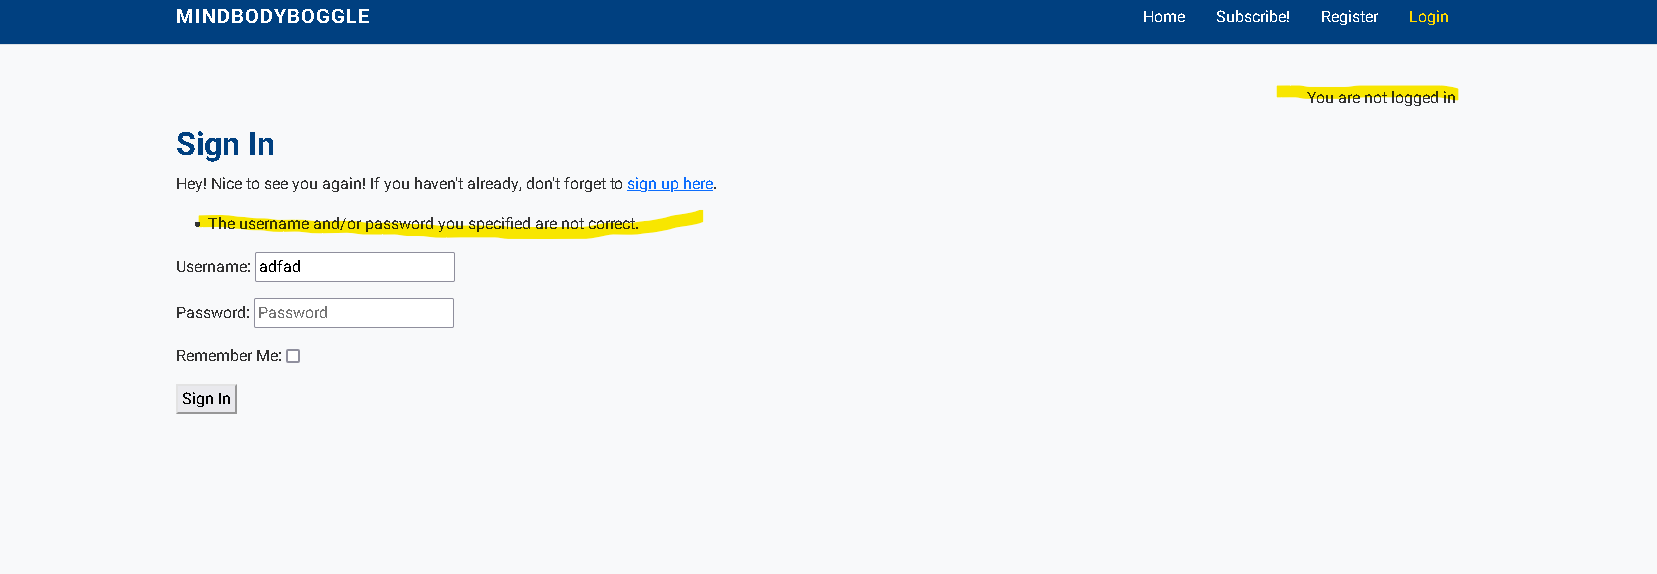 MINDBODYBOGGLE
Home Subscribe! Register Login
You are not logged in
Sign In
Hey! Nice to see you again! If you haven't already, don't forget to sign up here.
The username and/or password you specified are not correct.
Username: adfad
Password: Password
Remember Me:
Sign In